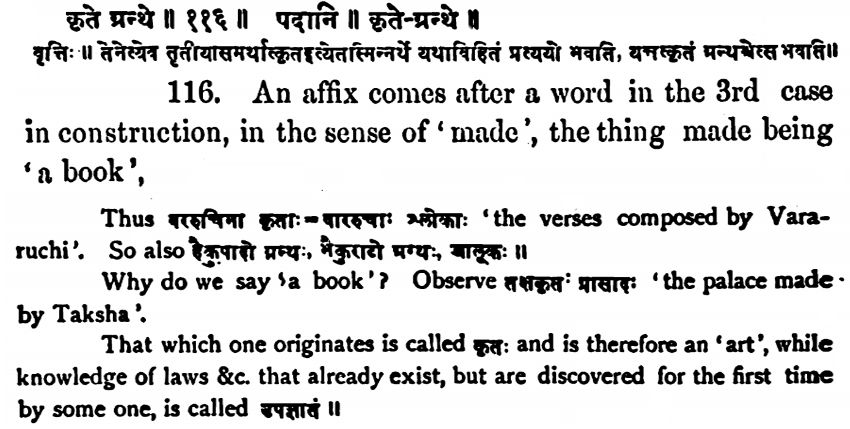 कृते ग्रन्थे ॥ ११६ ॥ पदानि ॥ कृते-ग्रन्थे ॥
वृत्तिः ॥ तेनेत्येव तृतीयासमर्थात्कृतइत्येतस्मिन्नर्थे यथाविहितं प्रत्ययो भवति, यत्तत्कृतं ग्रन्थश्चेत्स भवति॥
116. An affix comes after a word in the 3rd case
in construction, in the sense of ‘made’, the thing made being
‘a book’,
Thus वररुचिना कृताः=वाररुचाः श्लोकाः ‘the verses composed by Vara-
ruchi’. So also हैकुपादो ग्रन्थः, भैकुराटो ग्रन्थः, जालूकः ॥
Why do we say ‘a book’? Observe तक्षकृतः प्रासादः ‘the palace made
by Taksha’.
That which one originates is called कृतः and is therefore an ‘art’, while
knowledge of laws &c. that already exist, but are discovered for the first time
by some one, is called उपज्ञातं ॥